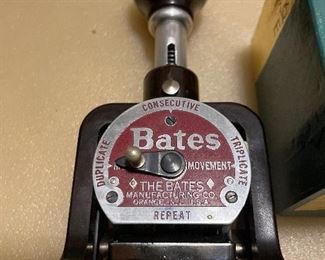 CONSECUTIVE
DUPLICATE
TRIPLICATE
Bates
MOVEMENT
THE BATES
MANUFACTURING CO.
ORANGE N.J. U.S.A.
REPEAT